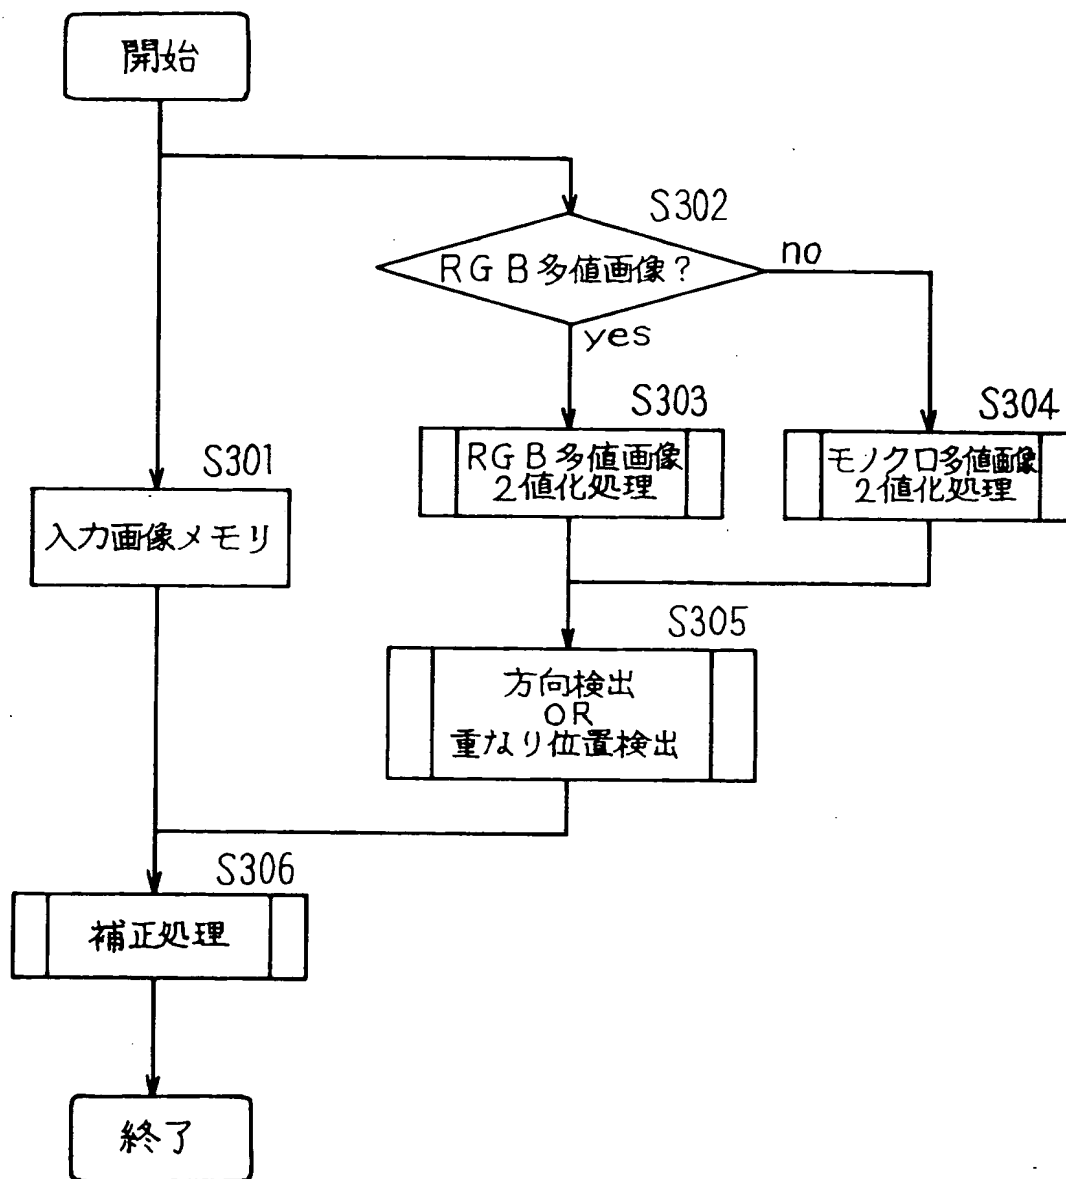 開始
S302
RGB多値画像?
no
yes
S303
RGB多値画像
2値化処理
S304
モノクロ多値画像
2値化処理
S301
入力画像メモリ
S305
方向検出
OR
重なり位置検出
S306
補正処理
終了